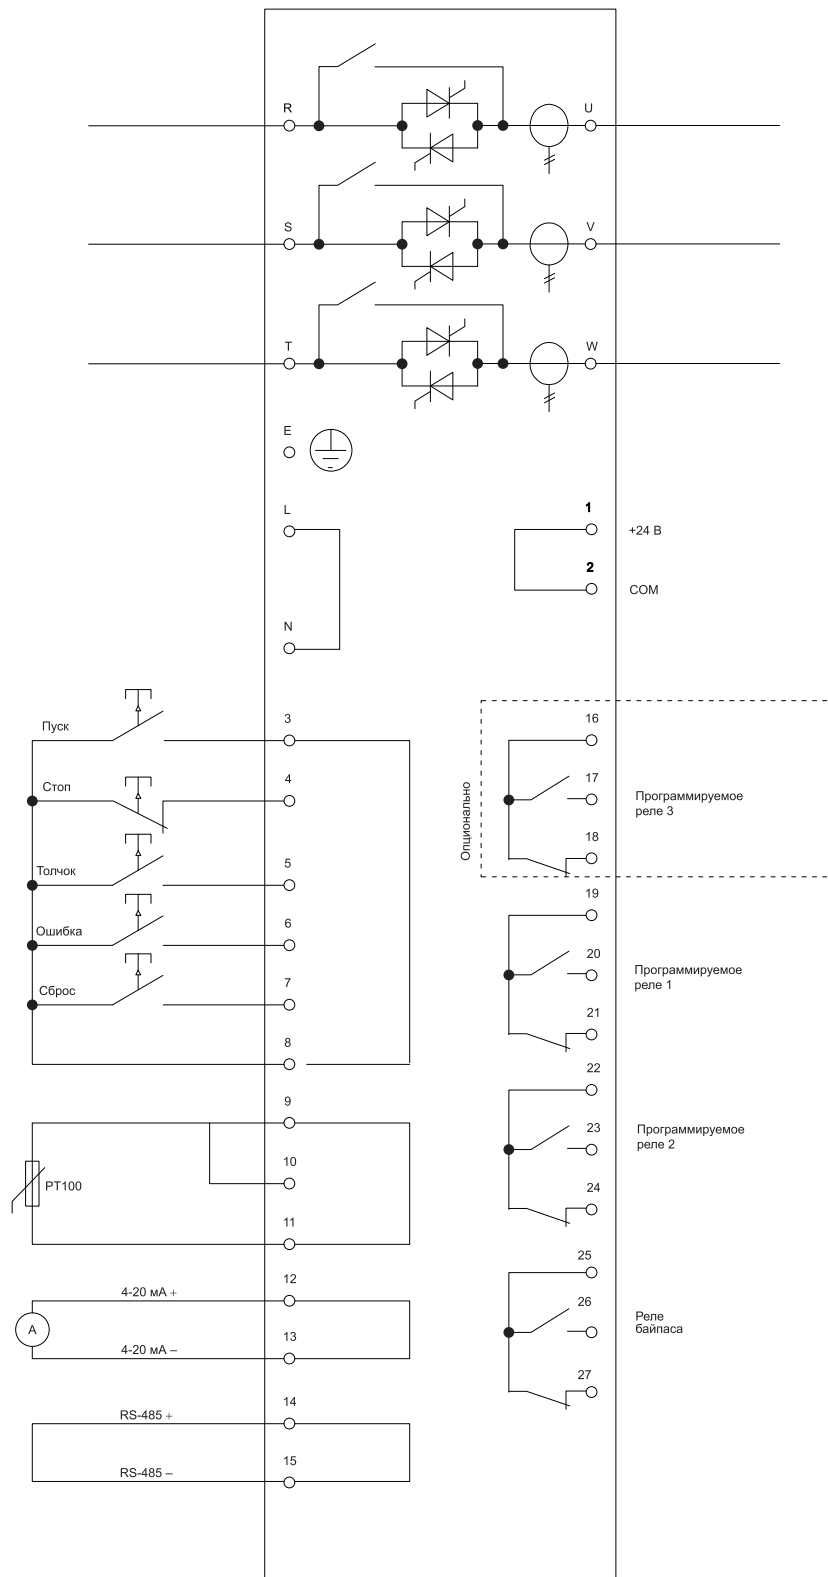 R
U
S
V
T
W
E
L
1
+24 В
2
COM
N
Пуск
3
16
Стоп
4
17
Опционально
Программируемое
реле 3
18
Толчок
5
19
Ошибка
6
20
Программируемое
реле 1
Сброс
7
21
8
22
9
23
Программируемое
реле 2
10
PT100
24
11
25
12
4-20 мА +
26
Реле
байпаса
A
13
4-20 мА –
27
14
RS-485 +
15
RS-485 –